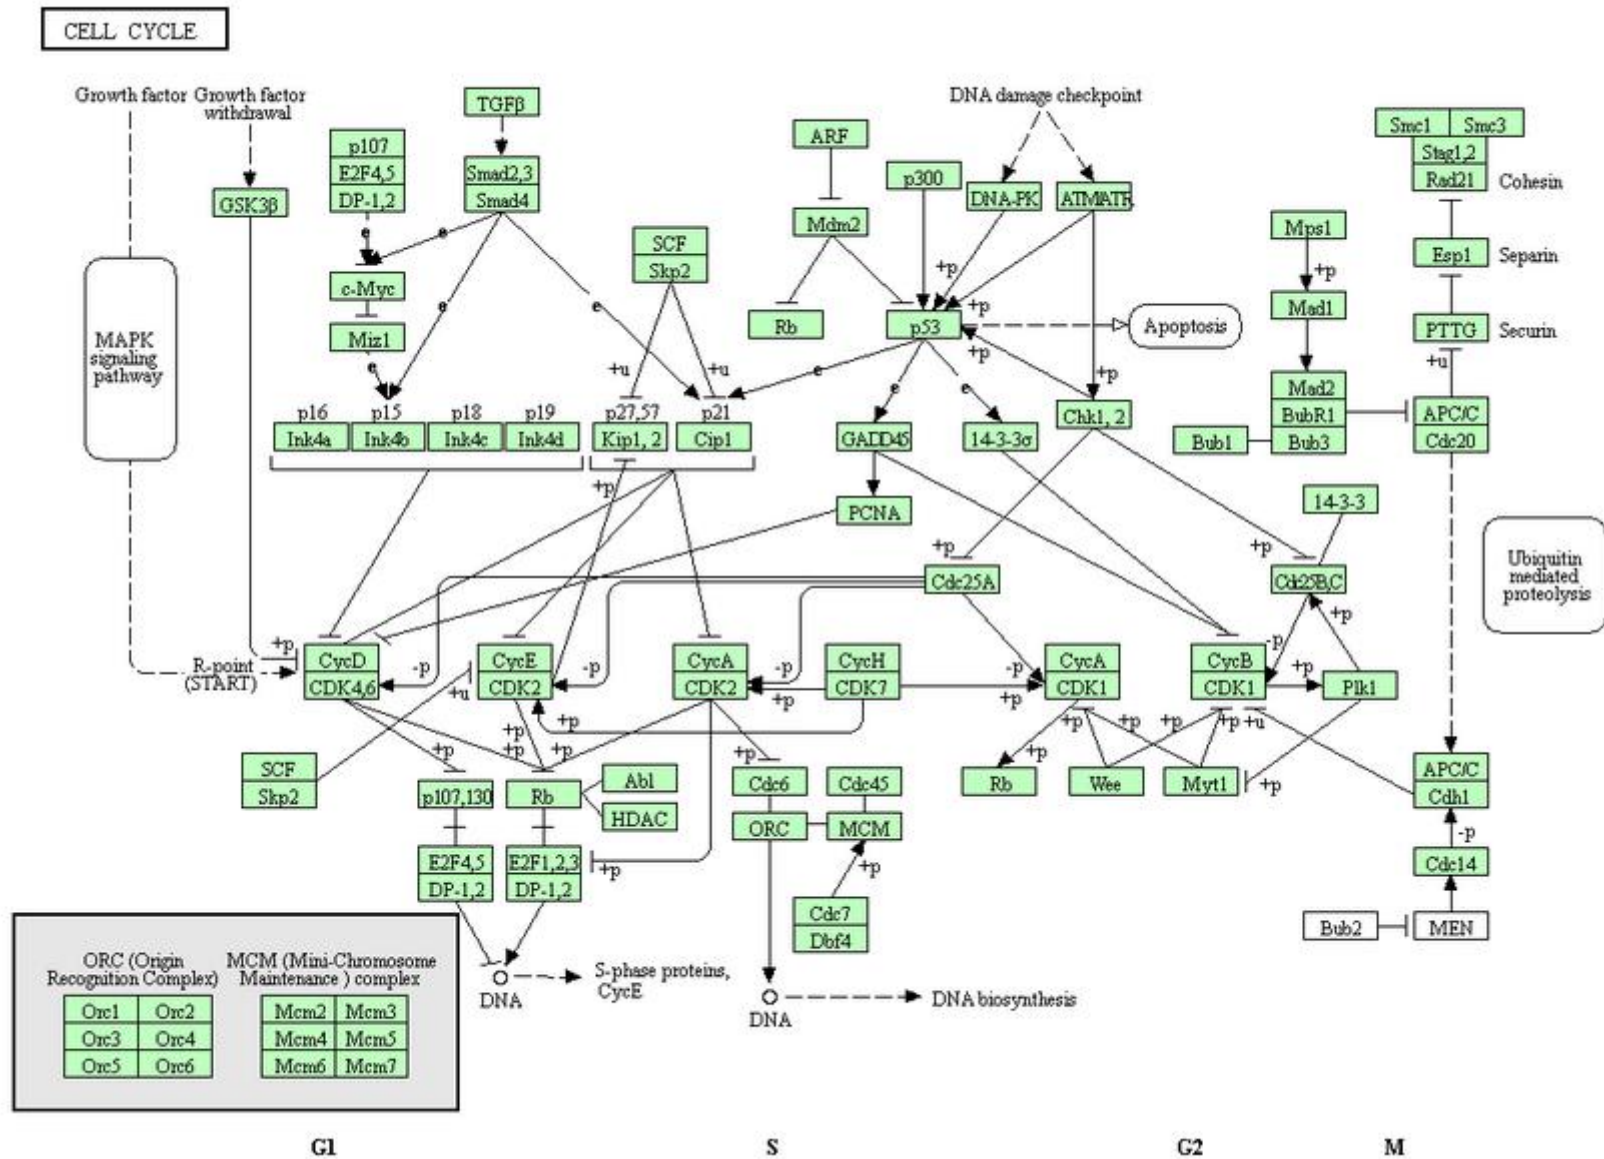 CELL CYCLE
Growth factor
Growth factor
withdrawal
TGFβ
DNA damage checkpoint
ARF
Smc1
Smc3
Stag1,2
Rad21
Cohesin
p107
E2F4,5
DP-1,2
Smad2,3
Smad4
p300
DNA-PK
ATM/ATR
GSK3β
Mdm2
Mps1
+p
Mad1
Esp1
Separin
e
e
SCF
Skp2
c-Myc
Miz1
e
e
e
Rb
p53
+p
+p
+p
Apoptosis
PTTG
Securin
+u
MAPK
signaling
pathway
+u
+u
e
e
e
+p
Mad2
BubR1
Bub3
Bub1
APC/C
Cdc20
p16
Ink4a
p15
Ink4b
p18
Ink4c
p19
Ink4d
p27,57
Kip1, 2
p21
Cip1
GADD45
14-3-3σ
Chk1, 2
+p
PCNA
14-3-3
+p
+p
Cdc25A
Cdc25B,C
Ubiquitin
mediated
proteolysis
R-point
(START)
+p
CycD
CDK4,6
-p
+u
CycE
CDK2
-p
CycA
CDK2
-p
+p
CycH
CDK7
-p
+p
CycA
CDK1
CycB
CDK1
-p
+p
+p
Plk1
+p
+p
+p
+p
+p
+p
+p
+p
+p
+p
+p
+u
+p
SCF
Skp2
p107,130
Rb
Abl
HDAC
Cdc6
Cdc45
ORC
MCM
Rb
Wee
Myt1
APC/C
Cdh1
-p
Cdc14
E2F4,5
DP-1,2
E2F1,2,3
DP-1,2
+p
+p
Cdc7
Dbf4
Bub2
MEN
DNA
S-phase proteins,
CycE
DNA
DNA biosynthesis
ORC (Origin
Recognition Complex)
Orc1
Orc2
Orc3
Orc4
Orc5
Orc6
MCM (Mini-Chromosome
Maintenance ) complex
Mcm2
Mcm3
Mcm4
Mcm5
Mcm6
Mcm7
G1
S
G2
M